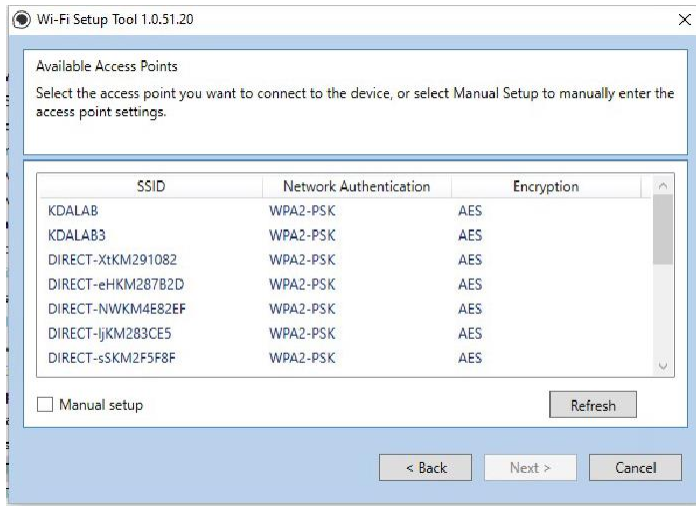 Wi-Fi Setup Tool 1.0.51.20
Available Access Points
Select the access point you want to connect to the device, or select Manual Setup to manually enter the
access point settings.
SSID Network Authentication Encryption
KDALAB WPA2-PSK AES
KDALAB3 WPA2-PSK AES
DIRECT-XtKM291082 WPA2-PSK AES
DIRECT-eHKM287B2D WPA2-PSK AES
DIRECT-NWKM4E82EF WPA2-PSK AES
DIRECT-IjKM283CE5 WPA2-PSK AES
DIRECT-sSKM2F5F8F WPA2-PSK AES
Manual setup
Refresh
< Back Next > Cancel